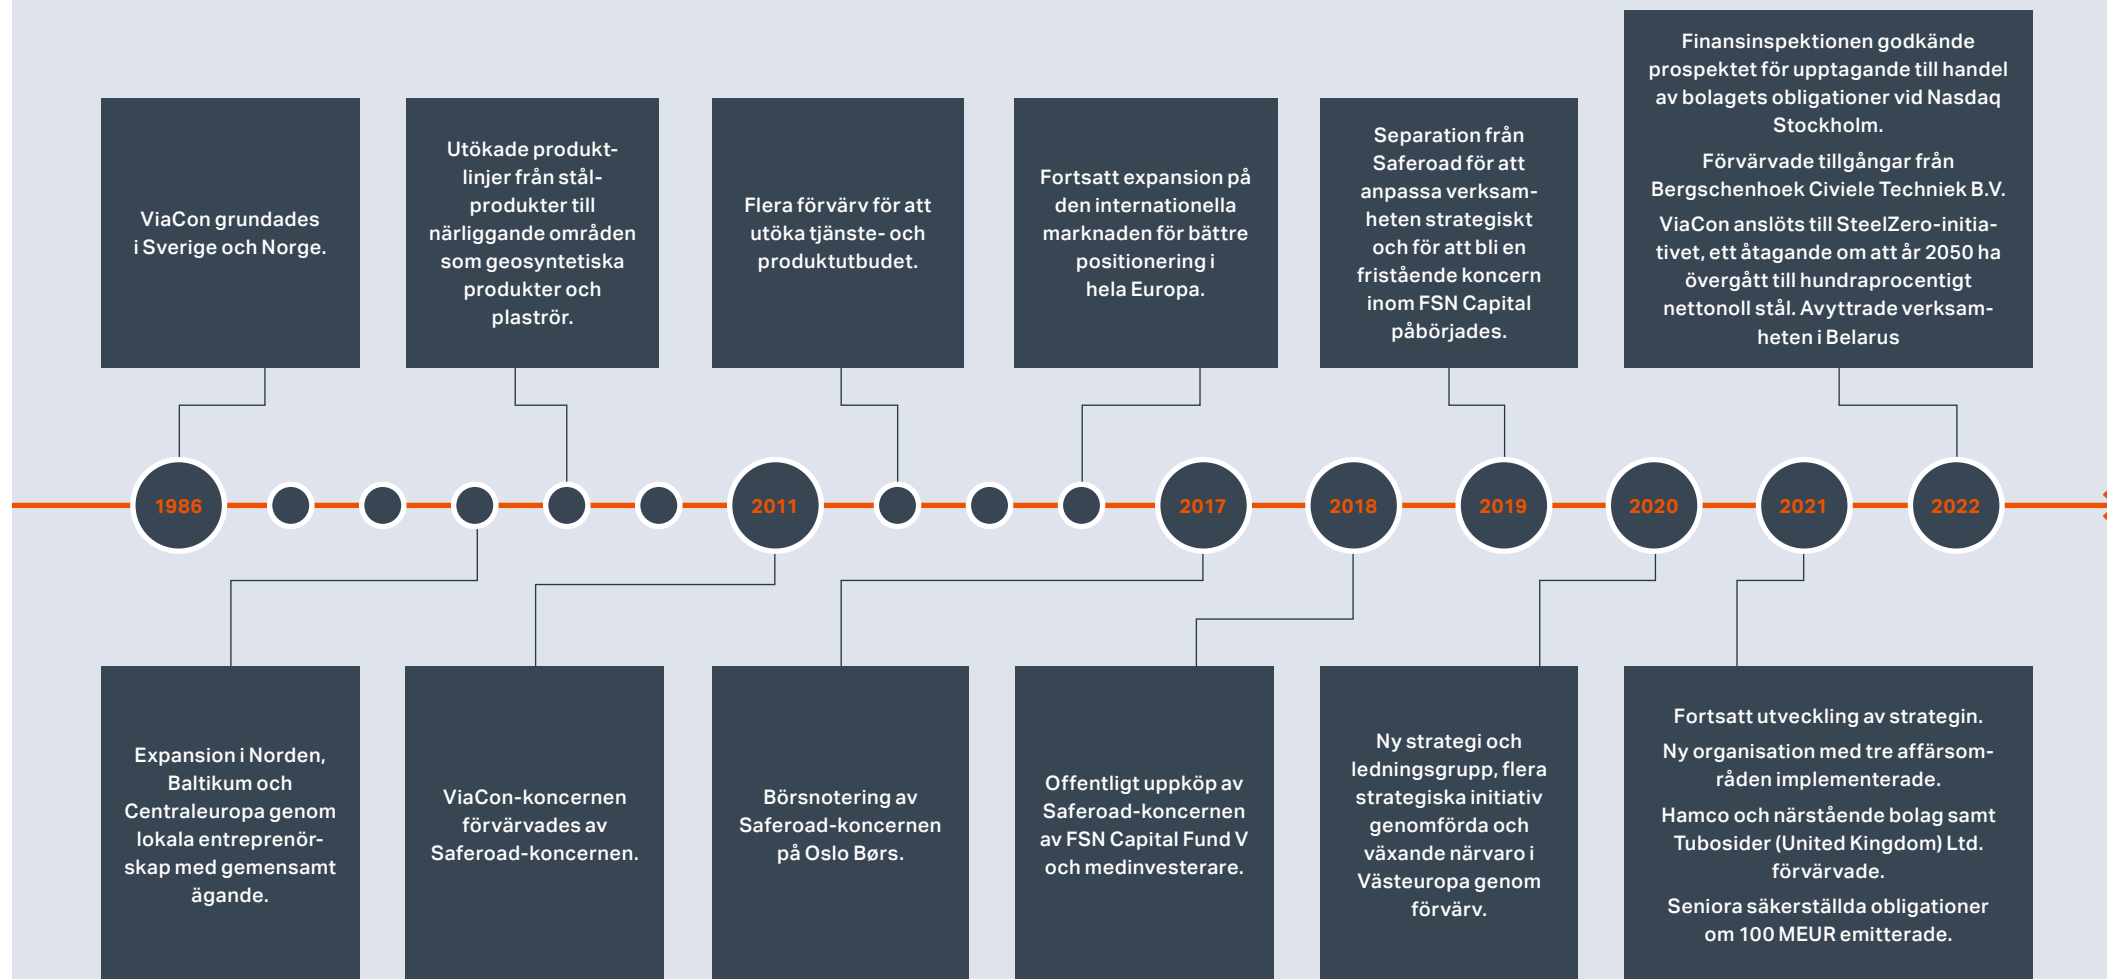 ViaCon grundades
i Sverige och Norge.
Utökade produkt-
linjer från stål-
produkter till
närliggande områden
som geosyntetiska
produkter och
plaströr.
Flera förvärv för att
utöka tjänste- och
produktutbudet.
Fortsatt expansion på
den internationella
marknaden för bättre
positionering i
hela Europa.
Separation från
Saferoad för att
anpassa verksam-
heten strategiskt
och för att bli en
fristående koncern
inom FSN Capital
påbörjades.
Finansinspektionen godkände
prospektet för upptagande till handel
av bolagets obligationer vid Nasdaq
Stockholm.
Förvärvade tillgångar från
Bergschenhoek Civiele Techniek B.V.
ViaCon anslöts till SteelZero-initia-
tivet, ett åtagande om att år 2050 ha
övergått till hundraprocentigt
nettonoll stål. Avyttrade verksam-
heten i Belarus
1986
2011
2017
2018
2019
2020
2021
2022
Expansion i Norden,
Baltikum och
Centraleuropa genom
lokala entreprenör-
skap med gemensamt
ägande.
ViaCon-koncernen
förvärvades av
Saferoad-koncernen.
Börsnotering av
Saferoad-koncernen
på Oslo Børs.
Offentligt uppköp av
Saferoad-koncernen
av FSN Capital Fund V
och medinvesterare.
Ny strategi och
ledningsgrupp, flera
strategiska initiativ
genomförda och
växande närvaro i
Västeuropa genom
förvärv.
Fortsatt utveckling av strategin.
Ny organisation med tre affärsom-
råden implementerade.
Hamco och närstående bolag samt
Tubosider (United Kingdom) Ltd.
förvärvade.
Seniora säkerställda obligationer
om 100 MEUR emitterade.